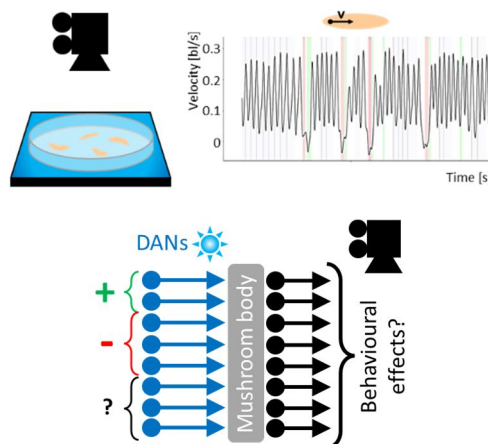 v
Velocity [bl/s]
0.3
0.2
0.1
0
Time [s
DANs
+
-
?
Mushroom body
Behavioural
effects?